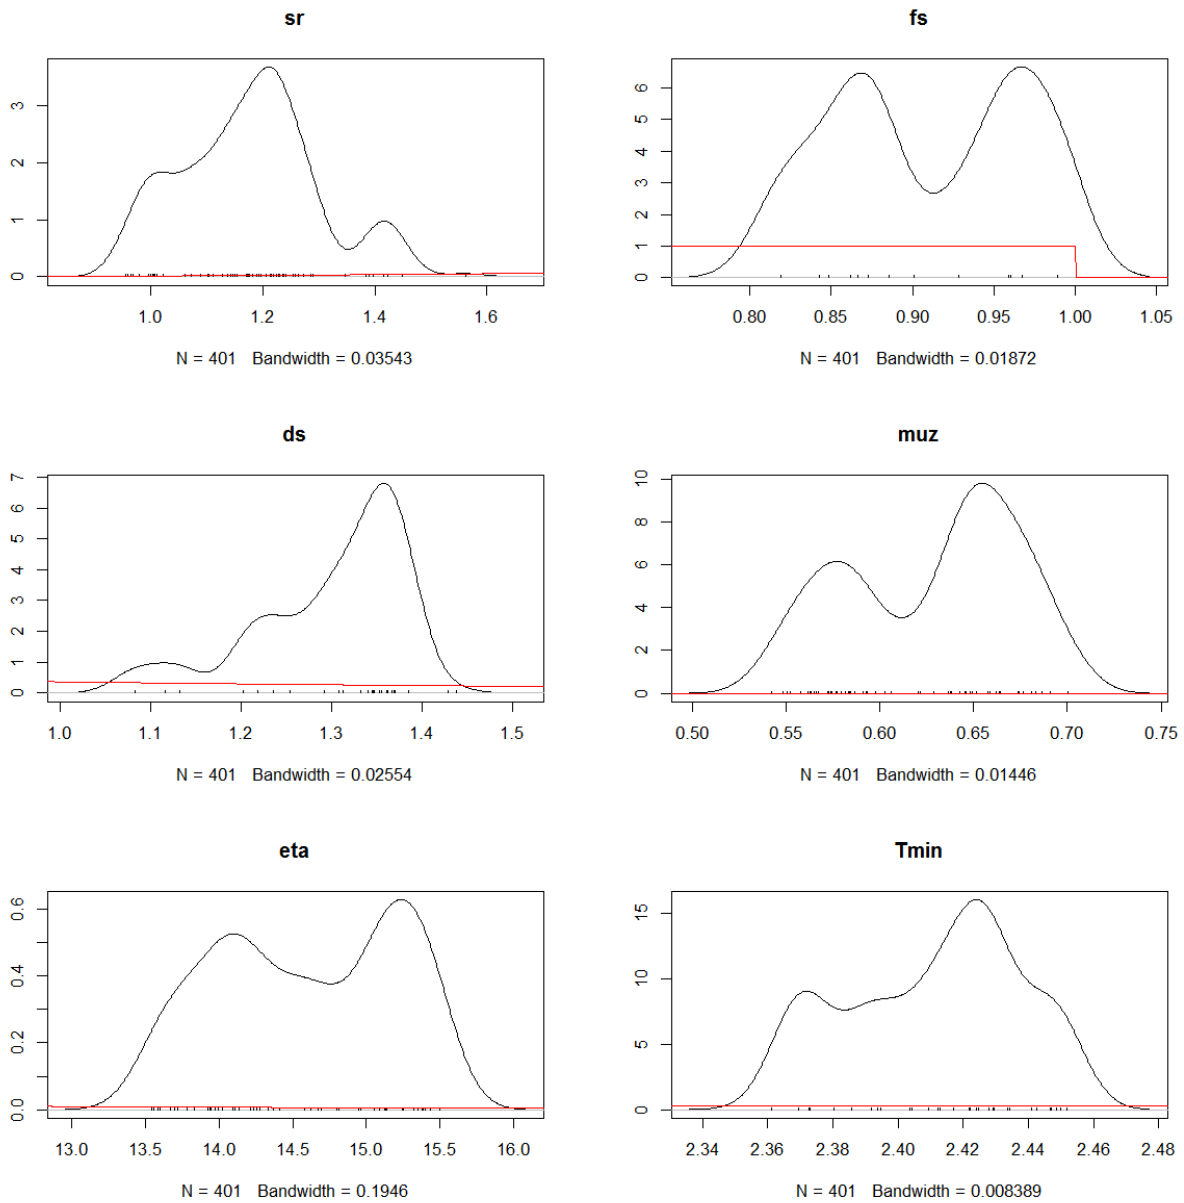 sr
3
2
1
0
1.0 1.2 1.4 1.6
N = 401 Bandwidth = 0.03543
fs
6
5
4
3
2
1
0
0.80 0.85 0.90 0.95 1.00 1.05
N = 401 Bandwidth = 0.01872
ds
7
6
5
4
3
2
1
0
1.0 1.1 1.2 1.3 1.4 1.5
N = 401 Bandwidth = 0.02554
muz
10
8
6
4
2
0
0.50 0.55 0.60 0.65 0.70 0.75
N = 401 Bandwidth = 0.01446
eta
0.6
0.4
0.2
0.0
13.0 13.5 14.0 14.5 15.0 15.5 16.0
N = 401 Bandwidth = 0.1946
Tmin
15
10
5
0
2.34 2.36 2.38 2.40 2.42 2.44 2.46 2.48
N = 401 Bandwidth = 0.008389